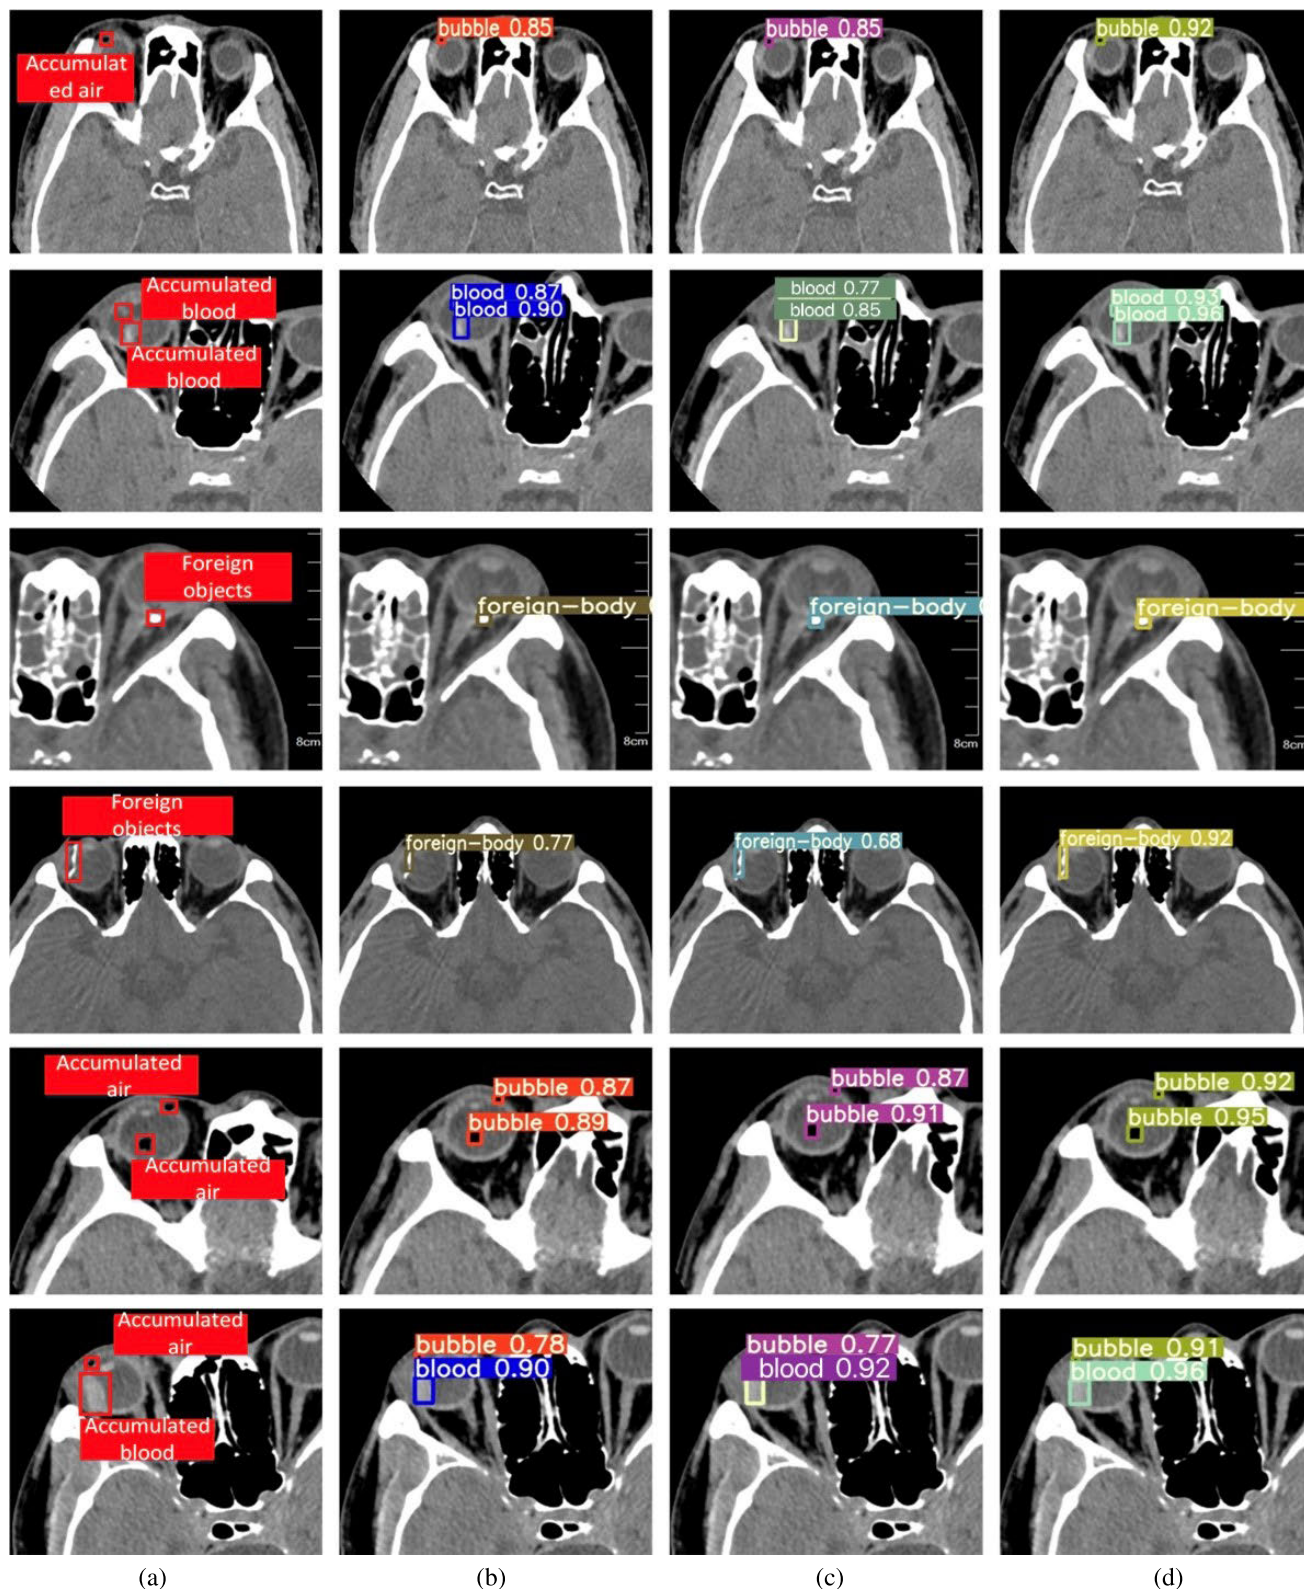 bubble 0.85
bubble 0.85
bubble 0.92
Accumulat
ed air
Accumulated
blood
Accumulated
blood
blood 0.87
blood 0.90
blood 0.77
blood 0.85
blood 0.93
blood 0.96
Foreign
objects
foreign-body
8cm
foreign-body
8cm
foreign-body
8cm
8cm
Foreign
objects
foreign-body 0.77
foreign-body 0.68
foreign-body 0.92
Accumulated
air
Accumulated
air
bubble 0.87
bubble 0.89
bubble 0.87
bubble 0.91
bubble 0.92
bubble 0.95
Accumulated
air
Accumulated
blood
bubble 0.78
blood 0.90
bubble 0.77
blood 0.92
bubble 0.91
blood 0.96
(a)
(b)
(c)
(d)